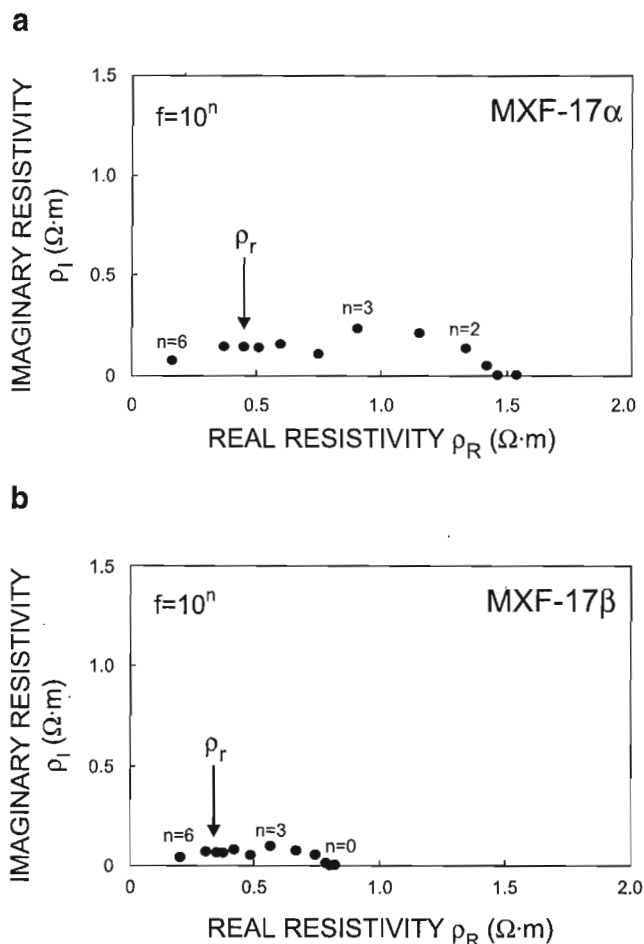 a
IMAGINARY RESISTIVITY
ρI (Ω·m)
1.5
1.0
0.5
0
f=10ⁿ
MXF-17α
ρr
n=6
n=3
n=2
0.5
1.0
1.5
2.0
REAL RESISTIVITY ρR (Ω·m)
b
IMAGINARY RESISTIVITY
ρI (Ω·m)
1.5
1.0
0.5
0
f=10ⁿ
MXF-17β
ρr
n=6
n=3
n=0
0
0.5
1.0
1.5
2.0
REAL RESISTIVITY ρR (Ω·m)